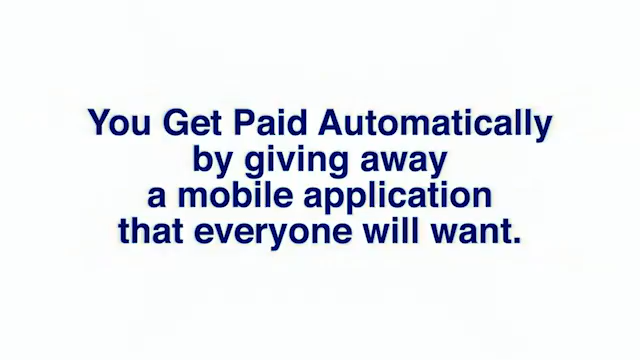 You Get Paid Automatically
by giving away
a mobile application
that everyone will want.